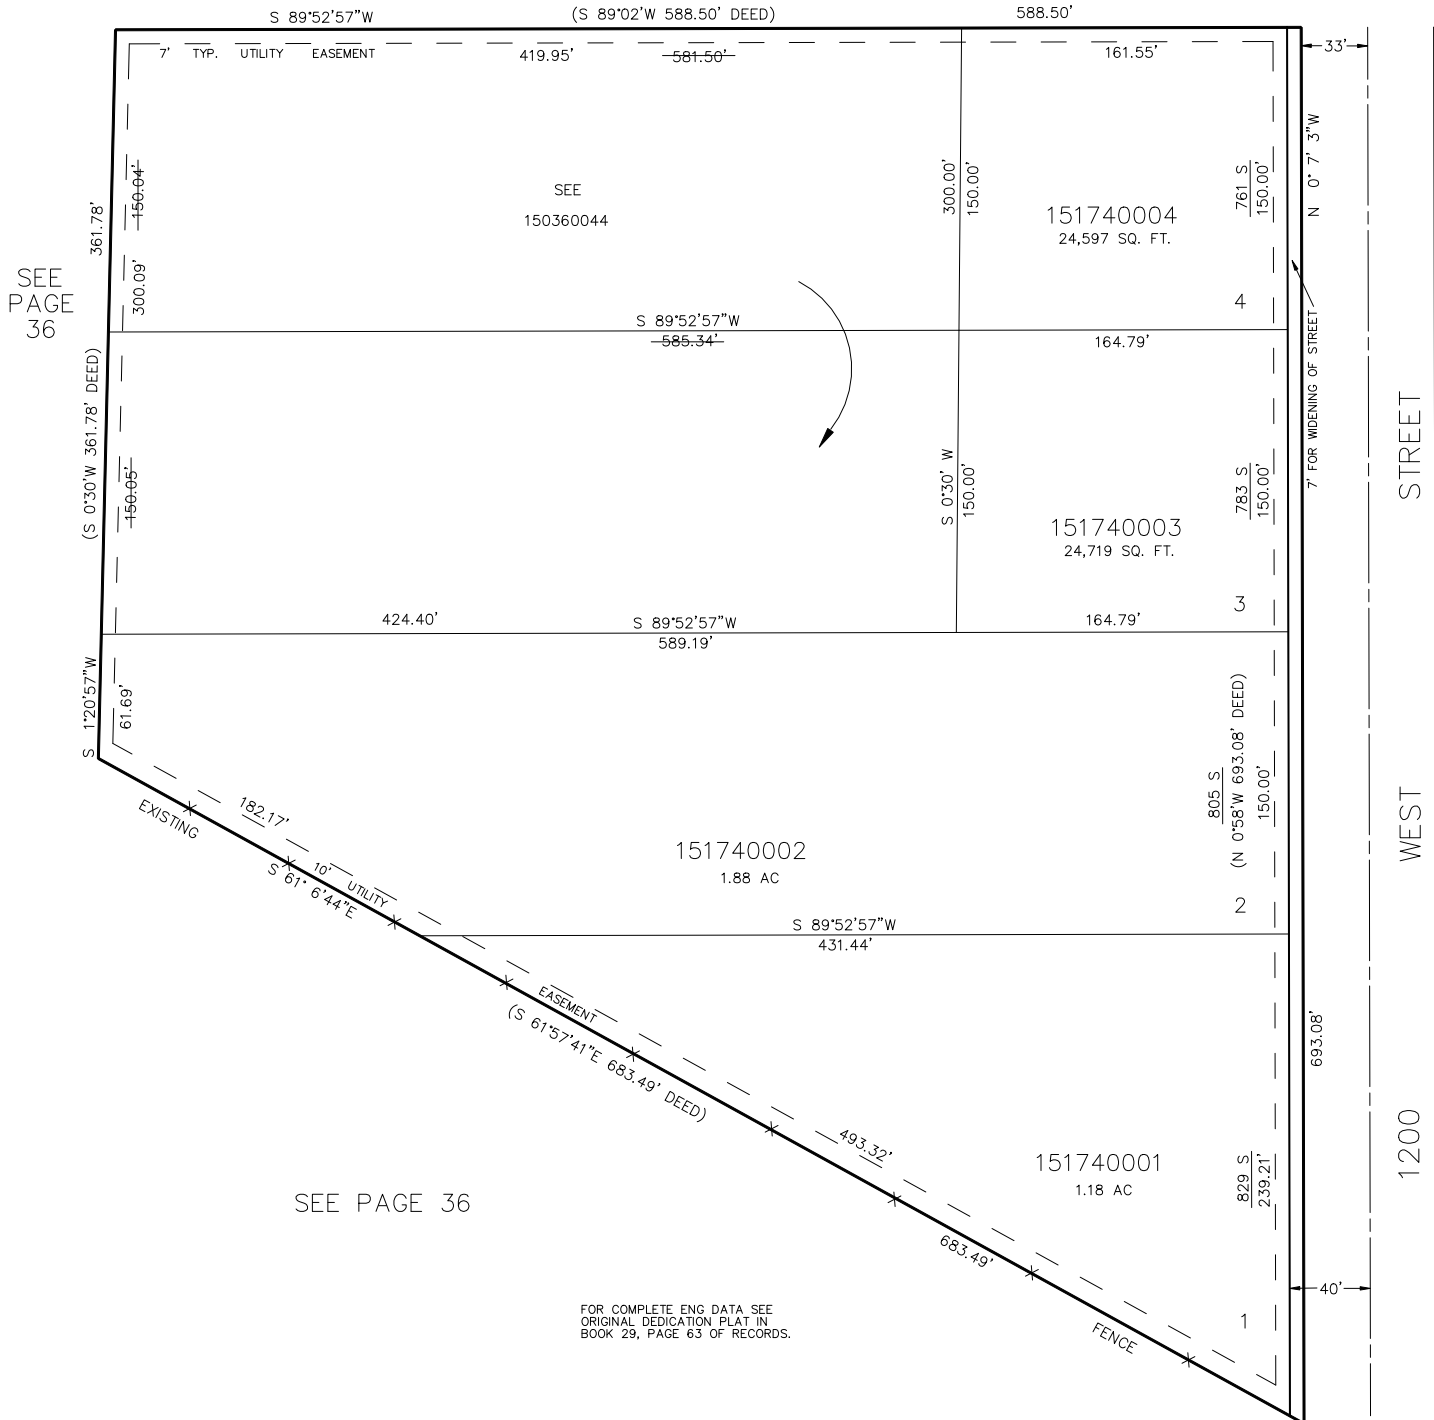 S 89°52'57"W
(S 89°02'W 588.50' DEED)
588.50'
7' TYP. UTILITY EASEMENT
419.95'
581.50'
161.55'
33'
361.78'
150.04'
300.09'
SEE
150360044
300.00'
150.00'
151740004
24,597 SQ. FT.
761 S
150.00'
N 0° 7' 3"W
4
SEE
PAGE
36
S 89°52'57"W
585.34'
164.79'
7' FOR WIDENING OF STREET
(S 0°30'W 361.78' DEED)
150.05'
S 0°30' W
150.00'
151740003
24,719 SQ. FT.
783 S
150.00'
3
STREET
424.40'
S 89°52'57"W
589.19'
164.79'
S 1°20'57"W
61.69'
805 S
(N 0°58'W 693.08' DEED)
150.00'
WEST
EXISTING
182.17'
10' UTILITY
S 61° 6'44"E
151740002
1.88 AC
2
S 89°52'57"W
431.44'
EASEMENT
(S 61°57'41"E 683.49' DEED)
693.08'
493.32'
151740001
1.18 AC
829 S
239.21'
1200
SEE PAGE 36
683.49'
40'
FOR COMPLETE ENG DATA SEE
ORIGINAL DEDICATION PLAT IN
BOOK 29, PAGE 63 OF RECORDS.
1
FENCE